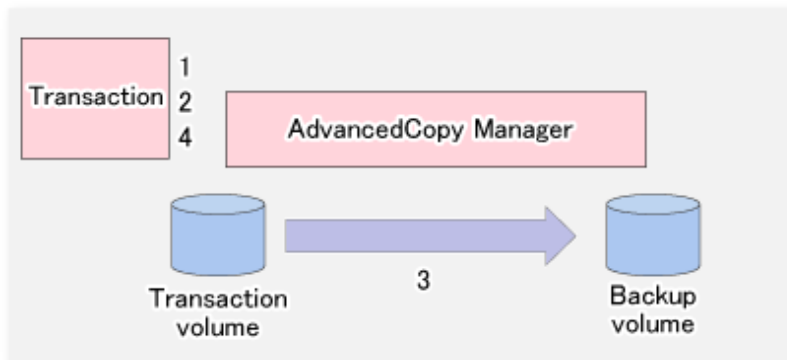 1
Transaction 2
4
AdvancedCopy Manager
3
Transaction
volume
Backup
volume